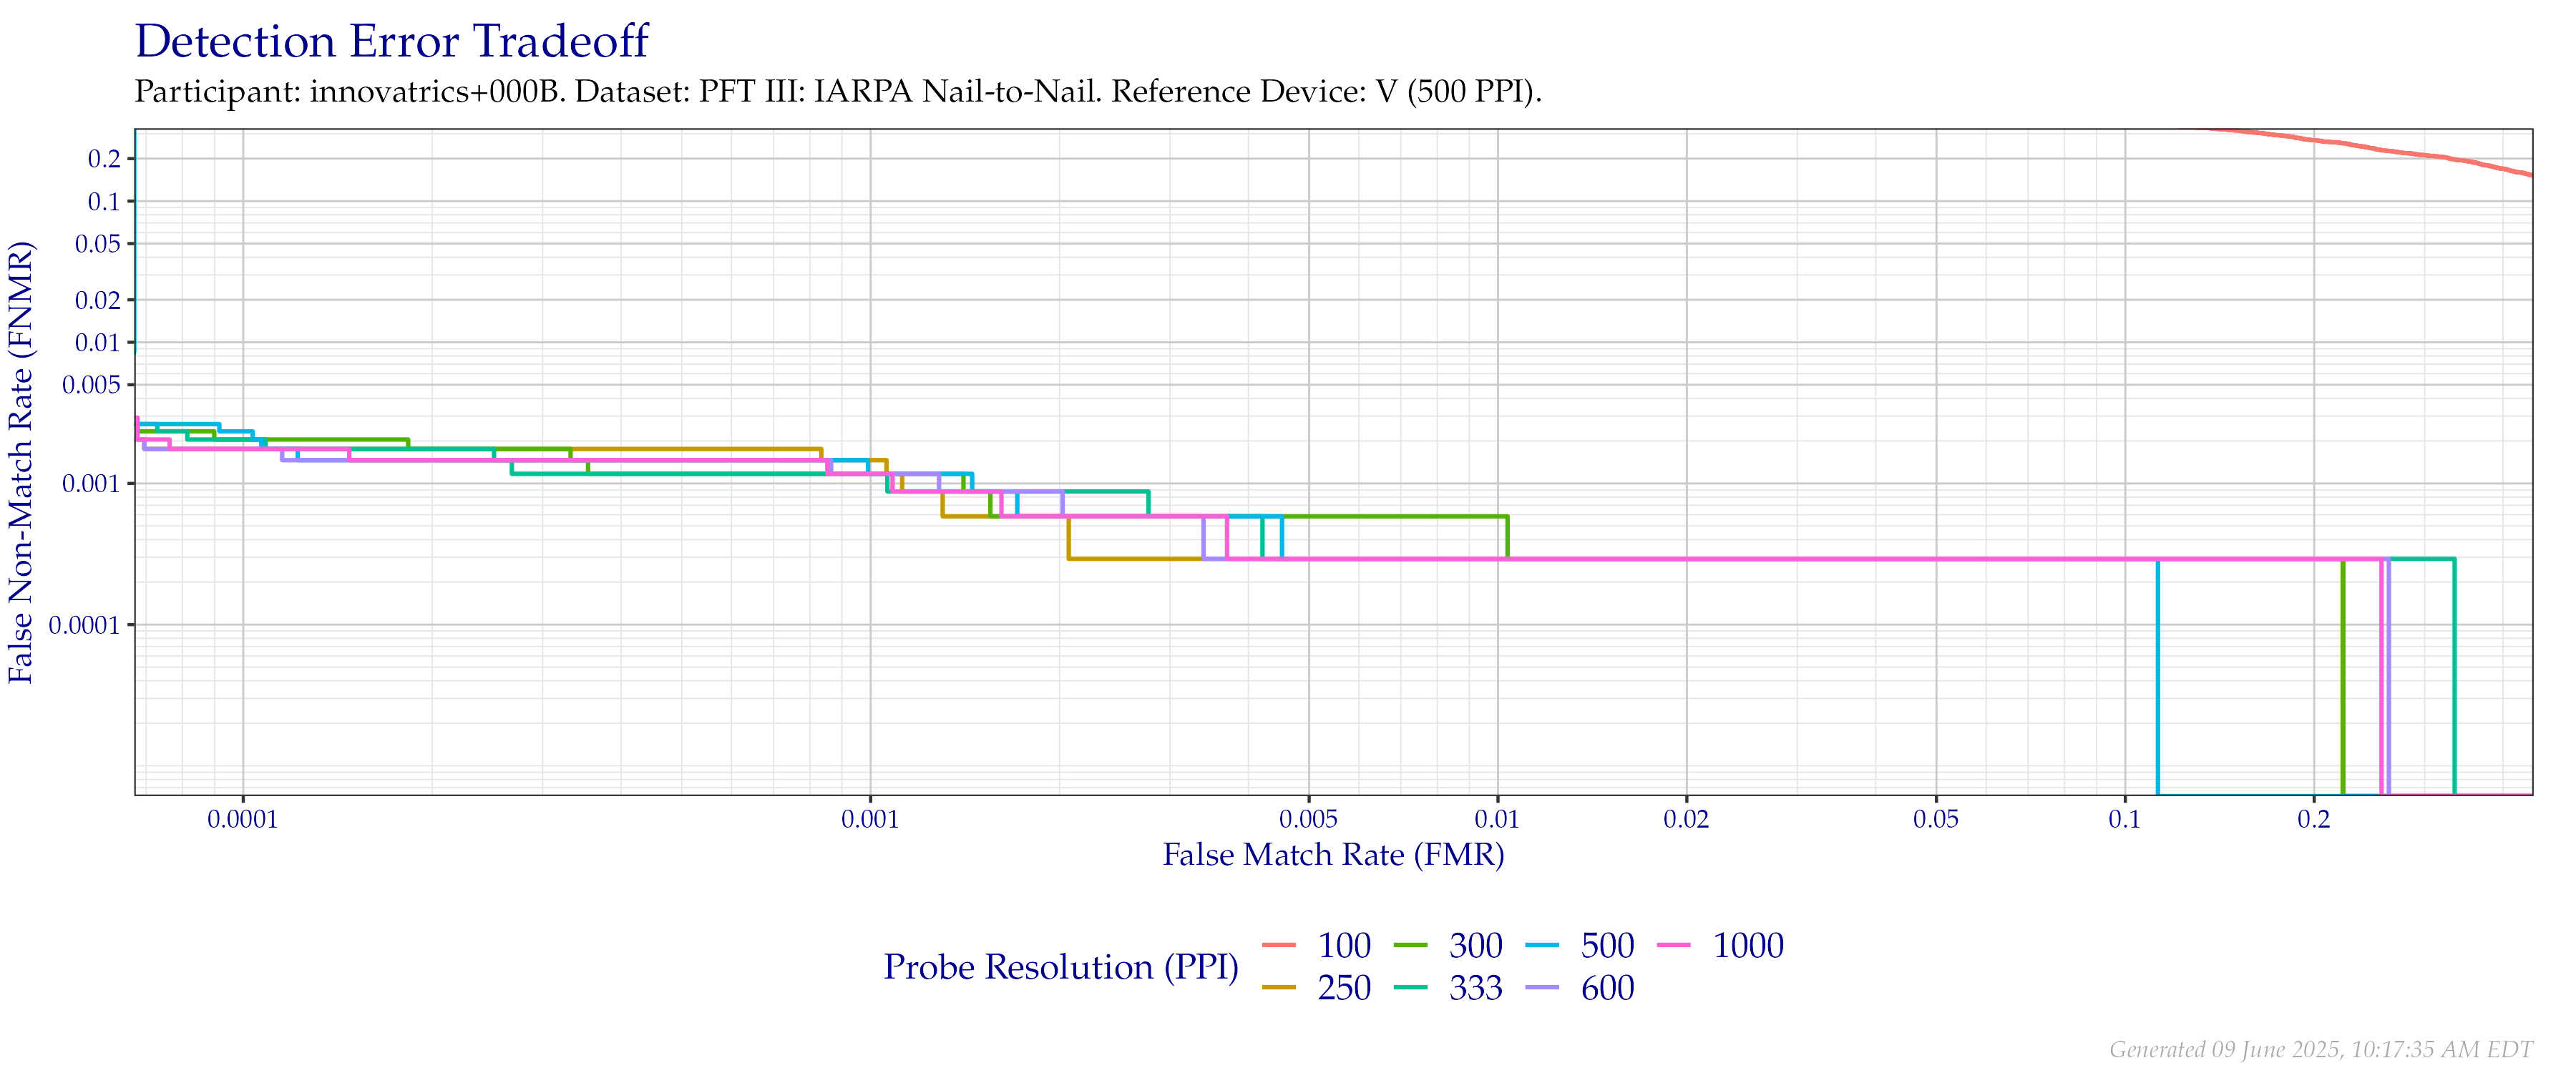 Detection Error Tradeoff
Participant: innovatrics+000B. Dataset: PFT III: IARPA Nail-to-Nail. Reference Device: V (500 PPI).
False Non-Match Rate (FNMR)
0.2
0.1
0.05
0.02
0.01
0.005
0.001
0.0001
0.0001 0.001 0.005 0.01 0.02 0.05 0.1 0.2
False Match Rate (FMR)
Probe Resolution (PPI)
100 300 500 1000
250 333 600
Generated 09 June 2025, 10:17:35 AM EDT